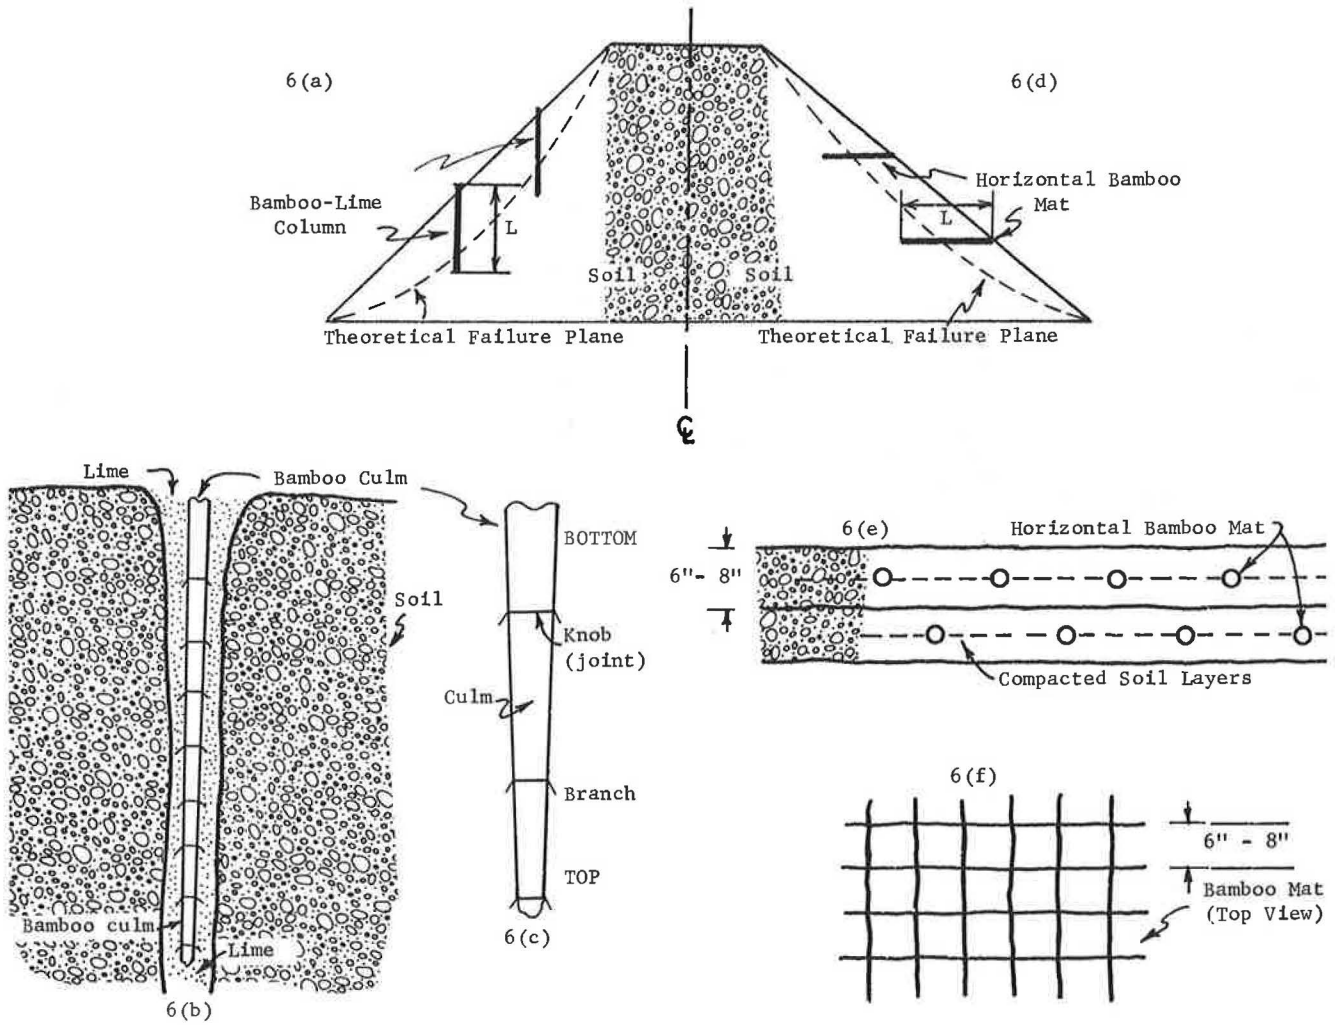 6(a)
6(d)
Bamboo-Lime
Column
L
Horizontal Bamboo
Mat
L
Soil
Soil
Theoretical Failure Plane
Theoretical Failure Plane
℄
Lime
Bamboo Culm
Soil
Bamboo culm
Lime
6(b)
BOTTOM
Knob
(joint)
Culm
Branch
TOP
6(c)
6(e)
Horizontal Bamboo Mat
6"- 8"
Compacted Soil Layers
6(f)
6" - 8"
Bamboo Mat
(Top View)